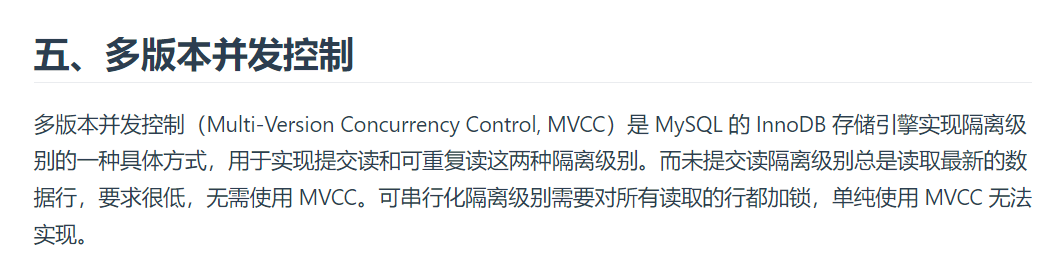 五、多版本并发控制
多版本并发控制（Multi-Version Concurrency Control, MVCC）是 MySQL 的 InnoDB 存储引擎实现隔离级
别的一种具体方式，用于实现提交读和可重复读这两种隔离级别。而未提交读隔离级别总是读取最新的数
据行，要求很低，无需使用 MVCC。可串行化隔离级别需要对所有读取的行都加锁，单纯使用 MVCC 无法
实现。